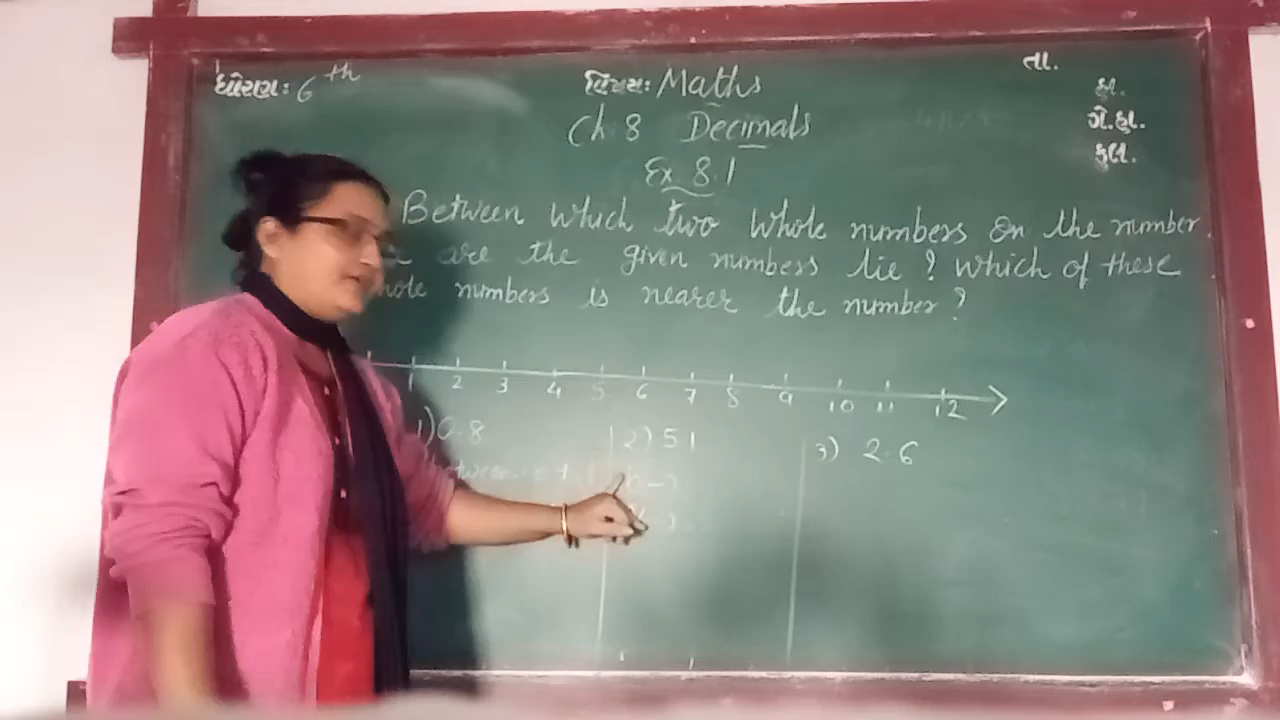 ધોરણ: 6th વિષય: Maths તા.
Ch 8 Decimals હા.
ગે.હા.
Ex 8.1 કુલ.
Between which two whole numbers on the number
are the given numbers lie ? which of these
numbers is nearer the number ?
1 2 3 4 5 6 7 8 9 10 11 12
1) 0.8 2) 5.1 3) 2.6
between